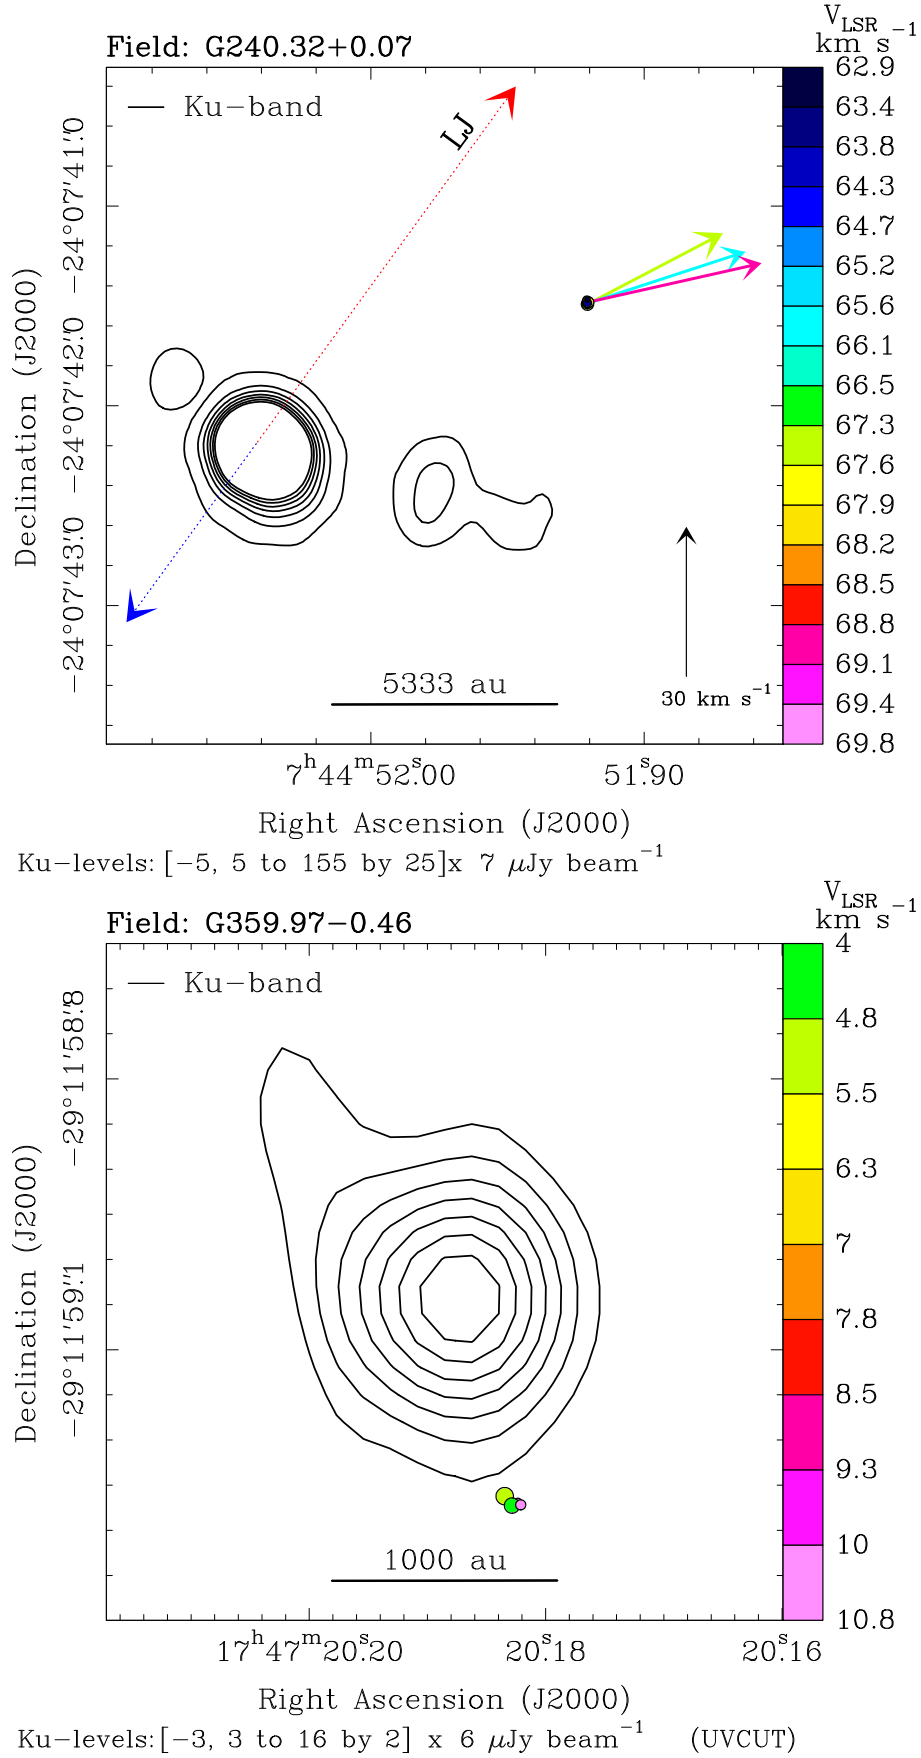 V_LSR
km s^−1
Field: G240.32+0.07
Ku−band
LJ
62.9
63.4
63.8
64.3
64.7
65.2
65.6
66.1
66.5
67.3
67.6
67.9
68.2
68.5
68.8
69.1
69.4
69.8
−24°07'41".0
−24°07'42".0
−24°07'43".0
Declination (J2000)
5333 au
30 km s^−1
7^h44^m52^s.00
51^s.90
Right Ascension (J2000)
Ku−levels: [−5, 5 to 155 by 25]x 7 μJy beam^−1
V_LSR
km s^−1
Field: G359.97−0.46
Ku−band
4
4.8
5.5
6.3
7
7.8
8.5
9.3
10
10.8
−29°11'58".8
−29°11'59".1
Declination (J2000)
1000 au
17^h47^m20^s.20
20^s.18
20^s.16
Right Ascension (J2000)
Ku−levels:[−3, 3 to 16 by 2] x 6 μJy beam^−1 (UVCUT)